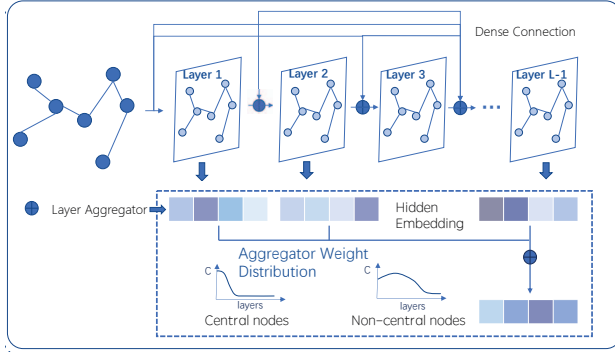 Dense Connection
Layer 1
Layer 2
Layer 3
Layer L-1
Layer Aggregator
Hidden
Embedding
Aggregator Weight
Distribution
C
layers
Central nodes
C
layers
Non-central nodes